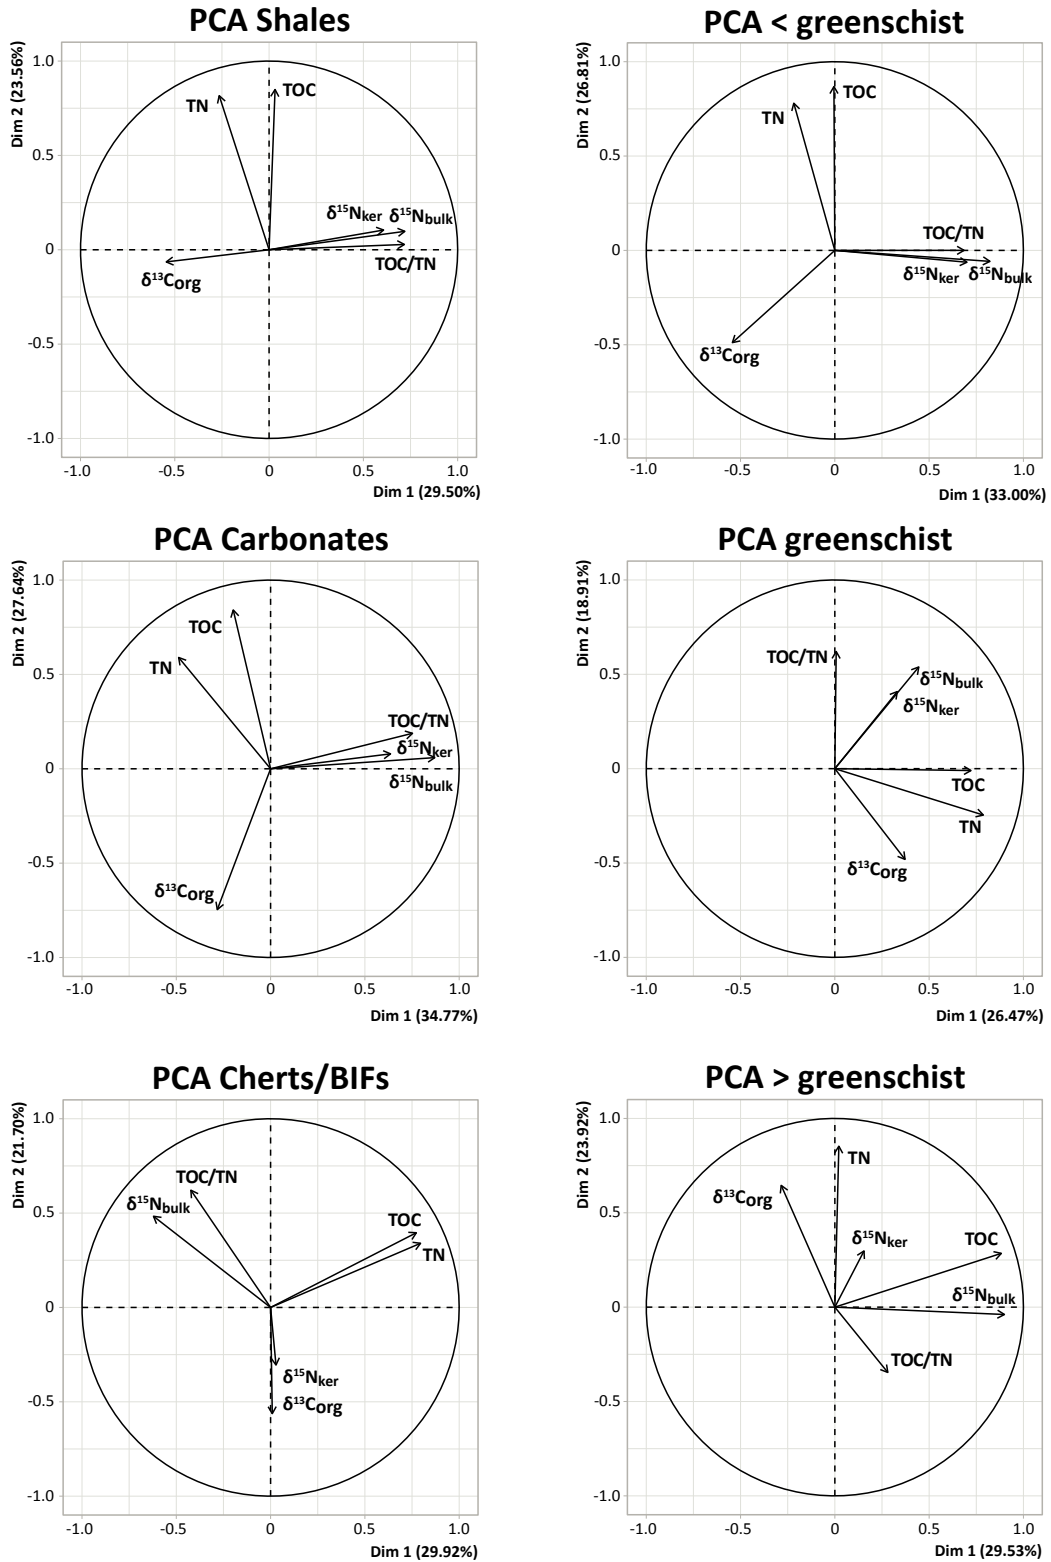 PCA Shales
Dim 2 (23.56%)
1.0
0.5
0
-0.5
-1.0
TN
TOC
δ¹⁵Nker
δ¹⁵Nbulk
TOC/TN
δ¹³Corg
-1.0
-0.5
0
0.5
1.0
Dim 1 (29.50%)
PCA < greenschist
Dim 2 (26.81%)
1.0
0.5
0
-0.5
-1.0
TOC
TN
TOC/TN
δ¹⁵Nker
δ¹⁵Nbulk
δ¹³Corg
-1.0
-0.5
0
0.5
1.0
Dim 1 (33.00%)
PCA Carbonates
Dim 2 (27.64%)
1.0
0.5
0
-0.5
-1.0
TOC
TN
TOC/TN
δ¹⁵Nker
δ¹⁵Nbulk
δ¹³Corg
-1.0
-0.5
0
0.5
1.0
Dim 1 (34.77%)
PCA greenschist
Dim 2 (18.91%)
1.0
0.5
0
-0.5
-1.0
TOC/TN
δ¹⁵Nbulk
δ¹⁵Nker
TOC
TN
δ¹³Corg
-1.0
-0.5
0
0.5
1.0
Dim 1 (26.47%)
PCA Cherts/BIFs
Dim 2 (21.70%)
1.0
0.5
0
-0.5
-1.0
TOC/TN
δ¹⁵Nbulk
TOC
TN
δ¹⁵Nker
δ¹³Corg
-1.0
-0.5
0
0.5
1.0
Dim 1 (29.92%)
PCA > greenschist
Dim 2 (23.92%)
1.0
0.5
0
-0.5
-1.0
TN
δ¹³Corg
δ¹⁵Nker
TOC
δ¹⁵Nbulk
TOC/TN
-1.0
-0.5
0
0.5
1.0
Dim 1 (29.53%)